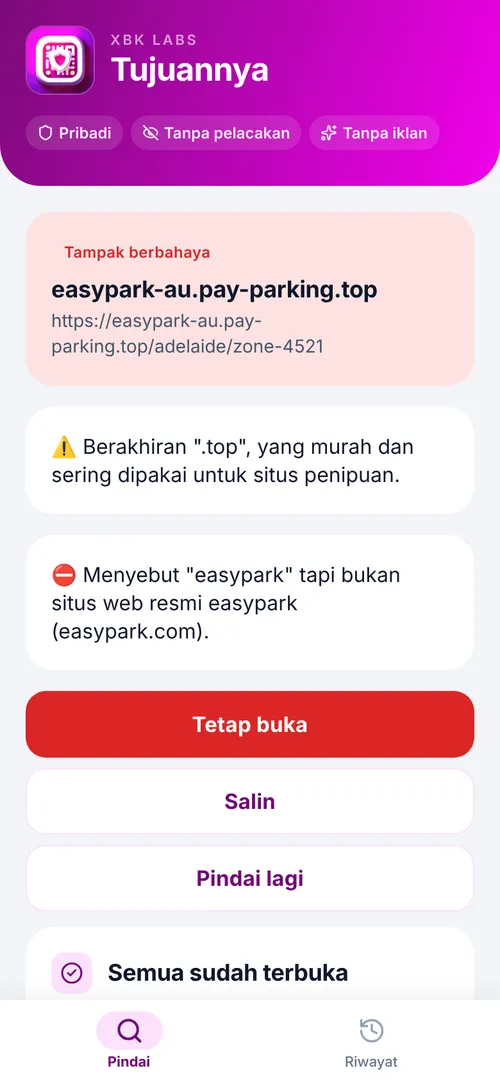 XBK LABS
Tujuannya
Pribadi
Tanpa pelacakan
Tanpa iklan
Tampak berbahaya
easypark-au.pay-parking.top
https://easypark-au.pay-
parking.top/adelaide/zone-4521
⚠️ Berakhiran ".top", yang murah dan
sering dipakai untuk situs penipuan.
⛔ Menyebut "easypark" tapi bukan
situs web resmi easypark
(easypark.com).
Tetap buka
Salin
Pindai lagi
Semua sudah terbuka
Pindai
Riwayat